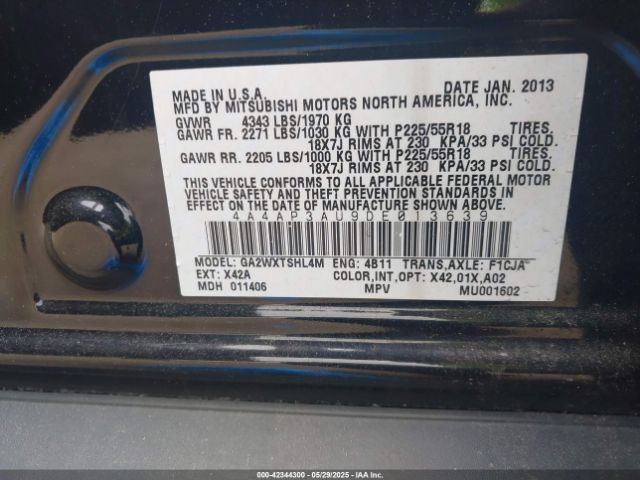 MADE IN U.S.A. DATE JAN. 2013
MFD BY MITSUBISHI MOTORS NORTH AMERICA, INC.
GVWR 4343 LBS/1970 KG
GAWR FR. 2271 LBS/1030 KG WITH P225/55R18 TIRES,
18X7J RIMS AT 230 KPA/33 PSI COLD.
GAWR RR. 2205 LBS/1000 KG WITH P225/55R18 TIRES,
18X7J RIMS AT 230 KPA/33 PSI COLD.
THIS VEHICLE CONFORMS TO ALL APPLICABLE FEDERAL MOTOR
VEHICLE SAFETY AND THEFT PREVENTION STANDARDS IN
EFFECT ON THE DATE OF MANUFACTURE SHOWN ABOVE.
4A4AP3AU9DE013639
MODEL: GA2WXTSHL4M ENG: 4B11 TRANS,AXLE: F1CJA
EXT: X42A COLOR,INT,OPT: X42,01X,A02
MDH 011406 MPV MU001602
000-42344300 - 05/29/2025 - IAAI